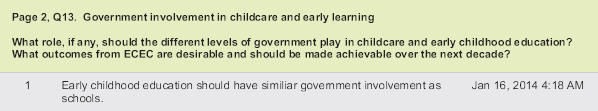 Page 2, Q13. Government involvement in childcare and early learning
What role, if any, should the different levels of government play in childcare and early childhood education?
What outcomes from ECEC are desirable and should be made achievable over the next decade?
1 Early childhood education should have similiar government involvement as Jan 16, 2014 4:18 AM
schools.